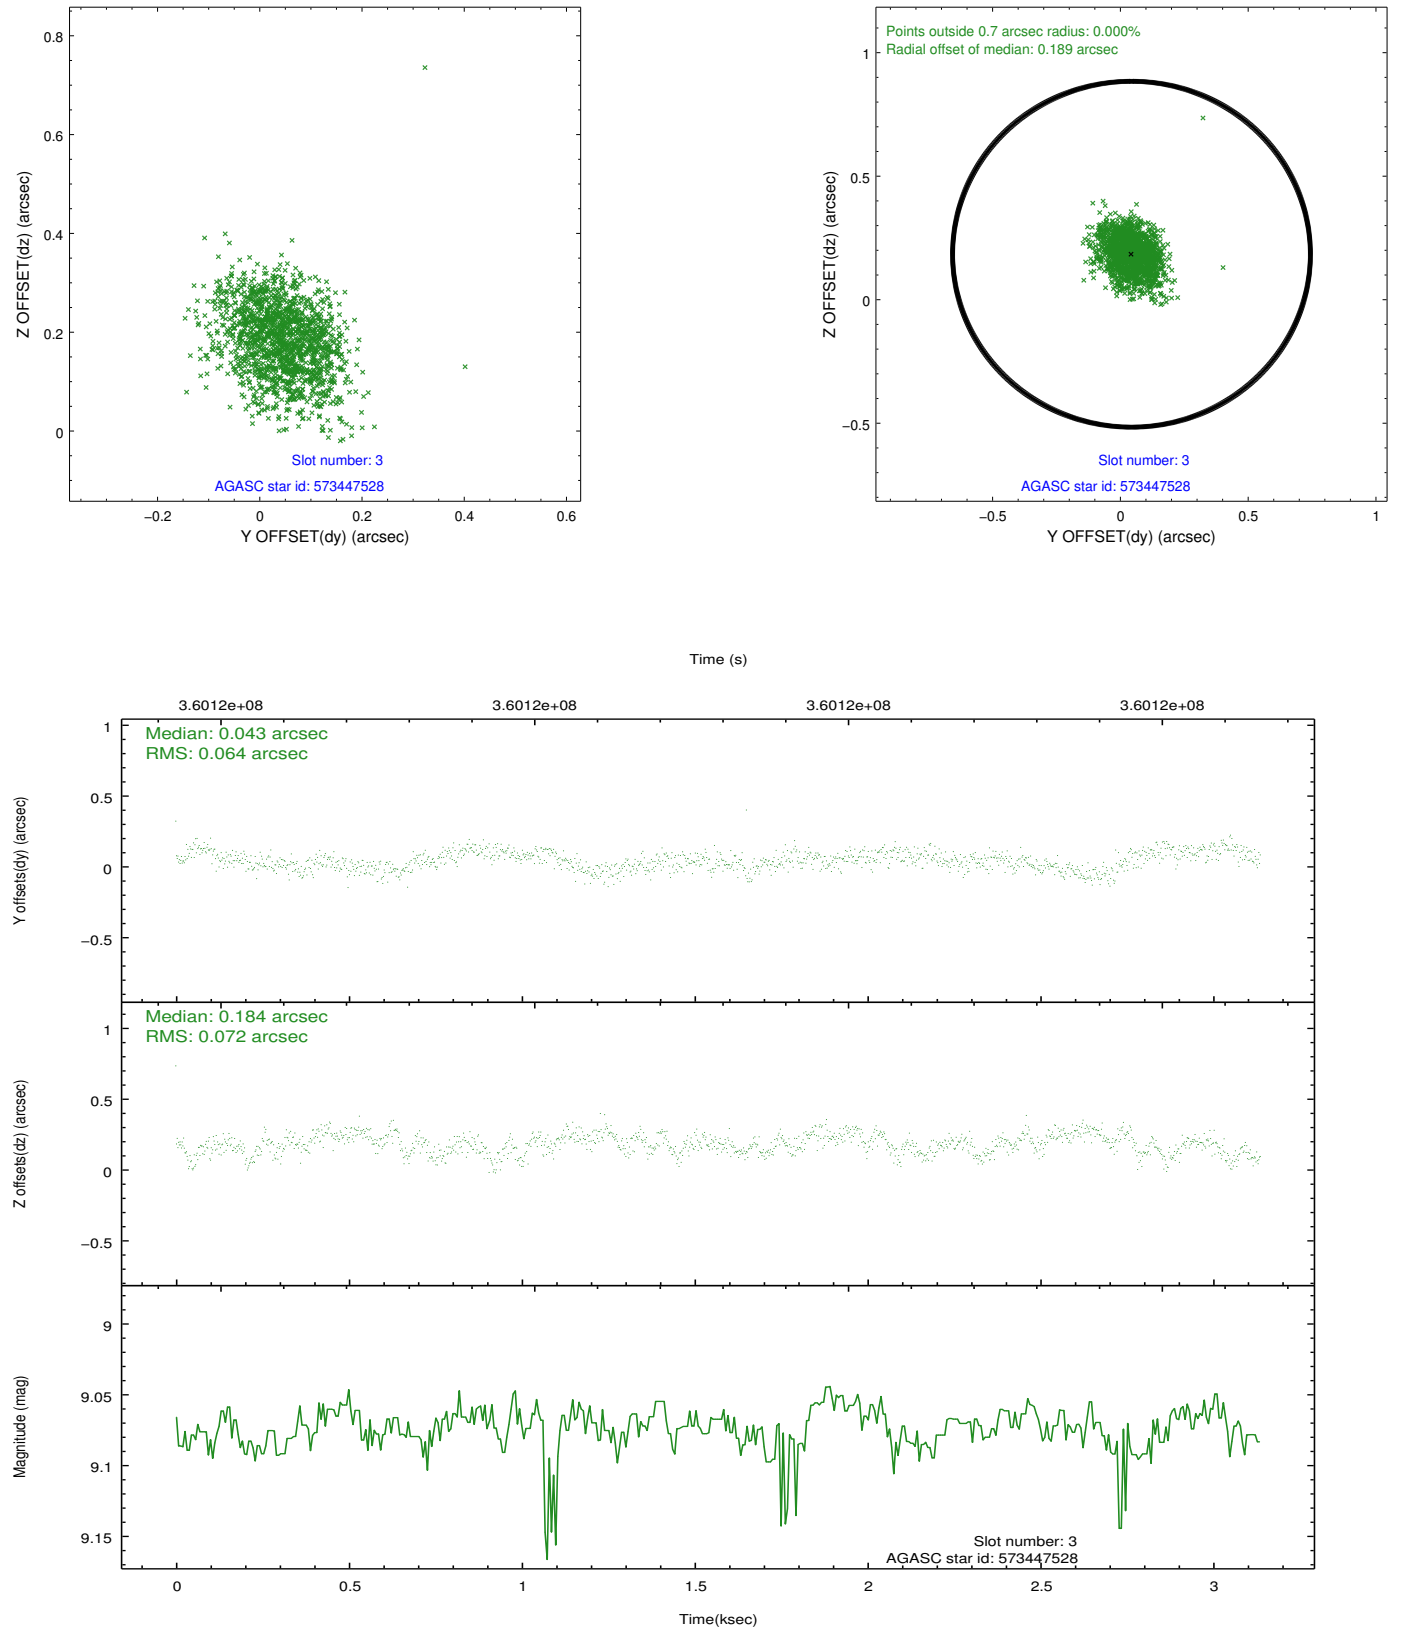 0.8
0.6
0.4
0.2
0
Z OFFSET(dz) (arcsec)
Slot number: 3
AGASC star id: 573447528
−0.2 0 0.2 0.4 0.6
Y OFFSET(dy) (arcsec)
Points outside 0.7 arcsec radius: 0.000%
Radial offset of median: 0.189 arcsec
1
0.5
0
−0.5
Z OFFSET(dz) (arcsec)
Slot number: 3
AGASC star id: 573447528
−0.5 0 0.5 1
Y OFFSET(dy) (arcsec)
Time (s)
3.6012e+08 3.6012e+08 3.6012e+08 3.6012e+08
Median: 0.043 arcsec
RMS: 0.064 arcsec
1
0.5
0
−0.5
Y offsets(dy) (arcsec)
Median: 0.184 arcsec
RMS: 0.072 arcsec
1
0.5
0
−0.5
Z offsets(dz) (arcsec)
9
9.05
9.1
9.15
Magnitude (mag)
Slot number: 3
AGASC star id: 573447528
0 0.5 1 1.5 2 2.5 3
Time(ksec)